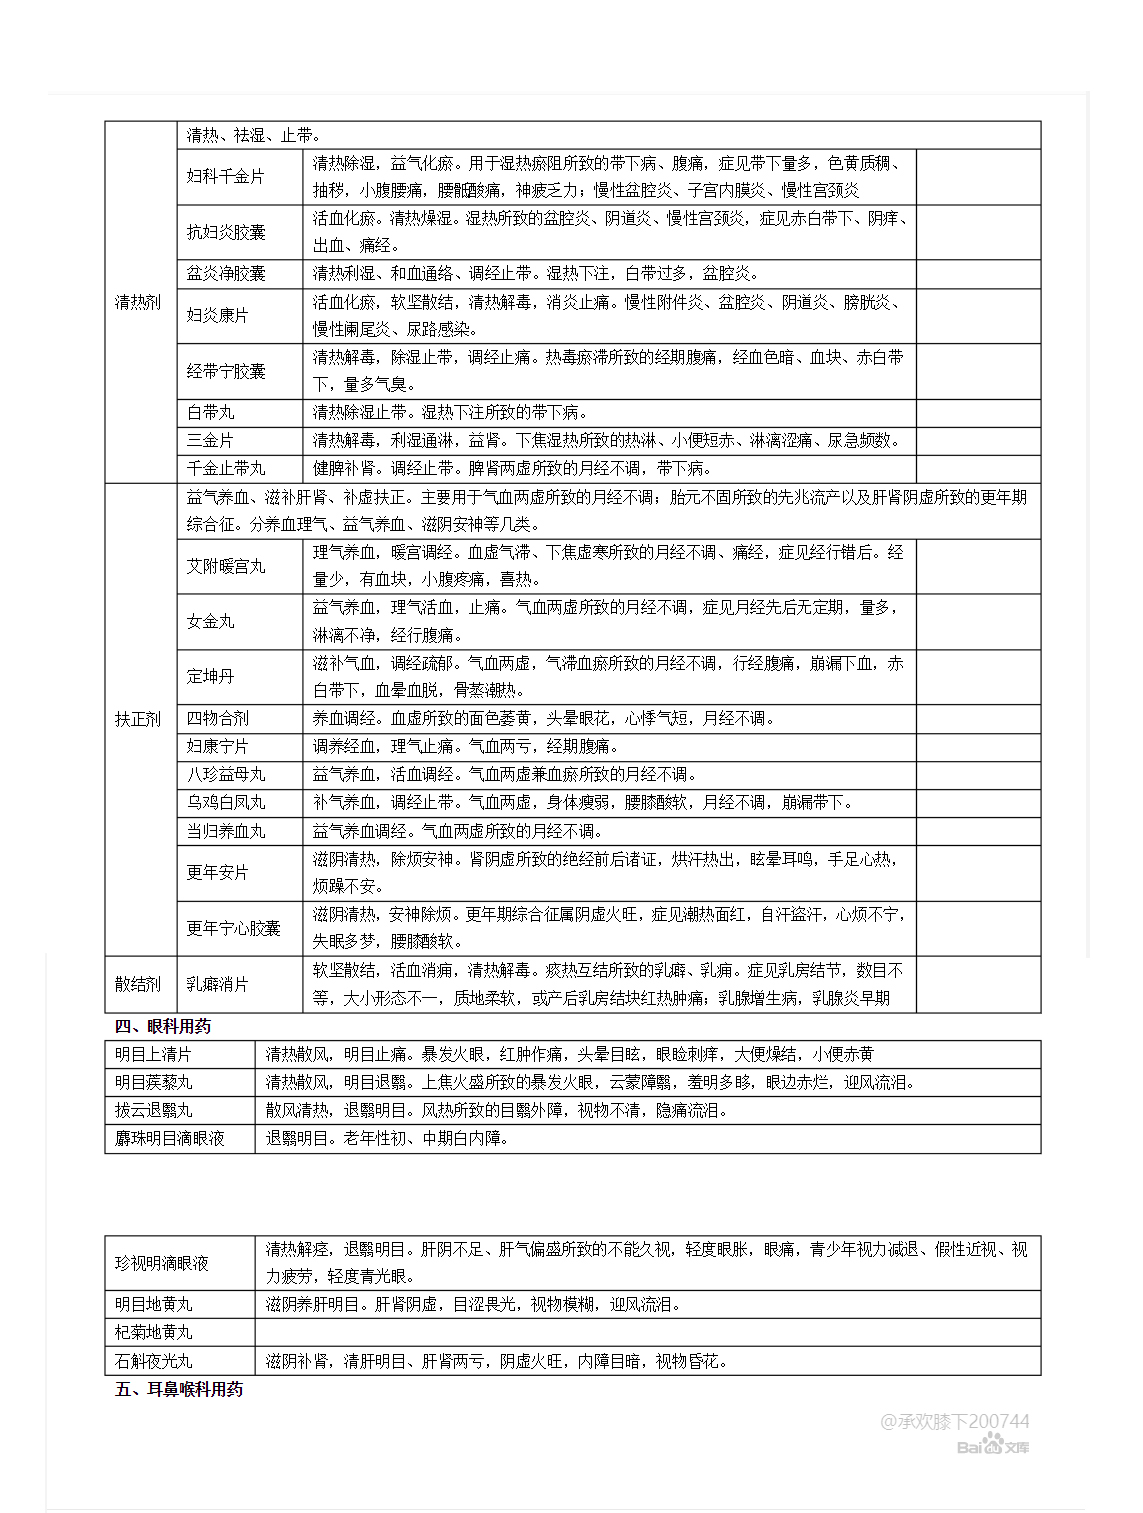 清热、祛湿、止带。
清热剂
妇科千金片
清热除湿，益气化瘀。用于湿热瘀阻所致的带下病、腹痛，症见带下量多，色黄质稠、
抽秽，小腹腰痛，腰骶酸痛，神疲乏力；慢性盆腔炎、子宫内膜炎、慢性宫颈炎
抗妇炎胶囊
活血化瘀。清热燥湿。湿热所致的盆腔炎、阴道炎、慢性宫颈炎，症见赤白带下、阴痒、
出血、痛经。
盆炎净胶囊
清热利湿、和血通络、调经止带。湿热下注，白带过多，盆腔炎。
妇炎康片
活血化瘀，软坚散结，清热解毒，消炎止痛。慢性附件炎、盆腔炎、阴道炎、膀胱炎、
慢性阑尾炎、尿路感染。
经带宁胶囊
清热解毒，除湿止带，调经止痛。热毒瘀滞所致的经期腹痛，经血色暗、血块、赤白带
下，量多气臭。
白带丸
清热除湿止带。湿热下注所致的带下病。
三金片
清热解毒，利湿通淋，益肾。下焦湿热所致的热淋、小便短赤、淋漓涩痛、尿急频数。
千金止带丸
健脾补肾。调经止带。脾肾两虚所致的月经不调，带下病。
扶正剂
益气养血、滋补肝肾、补虚扶正。主要用于气血两虚所致的月经不调；胎元不固所致的先兆流产以及肝肾阴虚所致的更年期
综合征。分养血理气、益气养血、滋阴安神等几类。
艾附暖宫丸
理气养血，暖宫调经。血虚气滞、下焦虚寒所致的月经不调、痛经，症见经行错后。经
量少，有血块，小腹疼痛，喜热。
女金丸
益气养血，理气活血，止痛。气血两虚所致的月经不调，症见月经先后无定期，量多，
淋漓不净，经行腹痛。
定坤丹
滋补气血，调经疏郁。气血两虚，气滞血瘀所致的月经不调，行经腹痛，崩漏下血，赤
白带下，血晕血脱，骨蒸潮热。
四物合剂
养血调经。血虚所致的面色萎黄，头晕眼花，心悸气短，月经不调。
妇康宁片
调养经血，理气止痛。气血两亏，经期腹痛。
八珍益母丸
益气养血，活血调经。气血两虚兼血瘀所致的月经不调。
乌鸡白凤丸
补气养血，调经止带。气血两虚，身体瘦弱，腰膝酸软，月经不调，崩漏带下。
当归养血丸
益气养血调经。气血两虚所致的月经不调。
更年安片
滋阴清热，除烦安神。肾阴虚所致的绝经前后诸证，烘汗热出，眩晕耳鸣，手足心热，
烦躁不安。
更年宁心胶囊
滋阴清热，安神除烦。更年期综合征属阴虚火旺，症见潮热面红，自汗盗汗，心烦不宁，
失眠多梦，腰膝酸软。
散结剂
乳癖消片
软坚散结，活血消痈，清热解毒。痰热互结所致的乳癖、乳痈。症见乳房结节，数目不
等，大小形态不一，质地柔软，或产后乳房结块红热肿痛；乳腺增生病，乳腺炎早期
四、眼科用药
明目上清片
清热散风，明目止痛。暴发火眼，红肿作痛，头晕目眩，眼睑刺痒，大便燥结，小便赤黄
明目蒺藜丸
清热散风，明目退翳。上焦火盛所致的暴发火眼，云蒙障翳，羞明多眵，眼边赤烂，迎风流泪。
拔云退翳丸
散风清热，退翳明目。风热所致的目翳外障，视物不清，隐痛流泪。
麝珠明目滴眼液
退翳明目。老年性初、中期白内障。
珍视明滴眼液
清热解痉，退翳明目。肝阴不足、肝气偏盛所致的不能久视，轻度眼胀，眼痛，青少年视力减退、假性近视、视
力疲劳，轻度青光眼。
明目地黄丸
滋阴养肝明目。肝肾阴虚，目涩畏光，视物模糊，迎风流泪。
杞菊地黄丸
石斛夜光丸
滋阴补肾，清肝明目、肝肾两亏，阴虚火旺，内障目暗，视物昏花。
五、耳鼻喉科用药
@承欢膝下200744
Bai文库